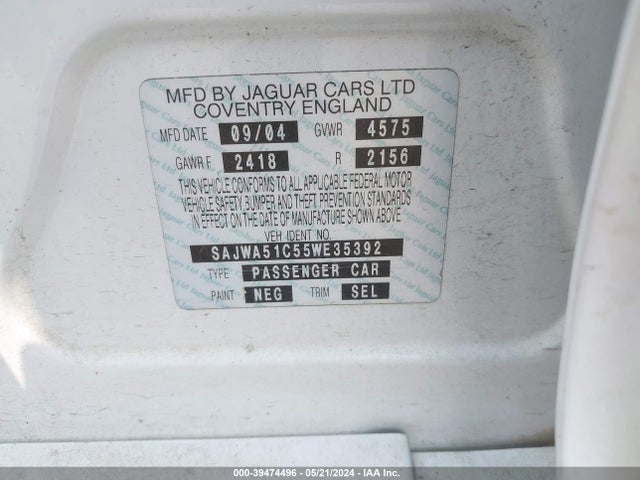 MFD BY JAGUAR CARS LTD
COVENTRY ENGLAND
MFD DATE 09/04 GVWR 4575
GAWR F 2418 R 2156
THIS VEHICLE CONFORMS TO ALL APPLICABLE FEDERAL MOTOR
VEHICLE SAFETY, BUMPER AND THEFT PREVENTION STANDARDS
IN EFFECT ON THE DATE OF MANUFACTURE SHOWN ABOVE
VEH IDENT NO.
SAJWA51C55WE35392
TYPE PASSENGER CAR
PAINT NEG TRIM SEL
000-39474496 - 05/21/2024 - IAA Inc.